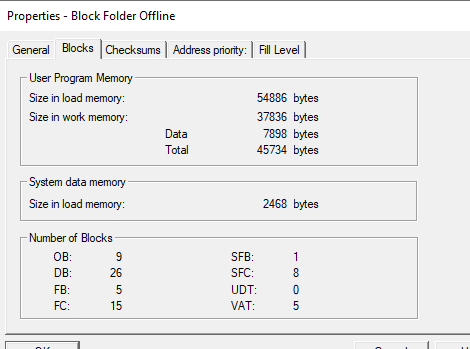 Properties - Block Folder Offline
General Blocks Checksums Address priority: Fill Level
User Program Memory
Size in load memory: 54886 bytes
Size in work memory: 37836 bytes
Data 7898 bytes
Total 45734 bytes
System data memory
Size in load memory: 2468 bytes
Number of Blocks
OB: 9 SFB: 1
DB: 26 SFC: 8
FB: 5 UDT: 0
FC: 15 VAT: 5